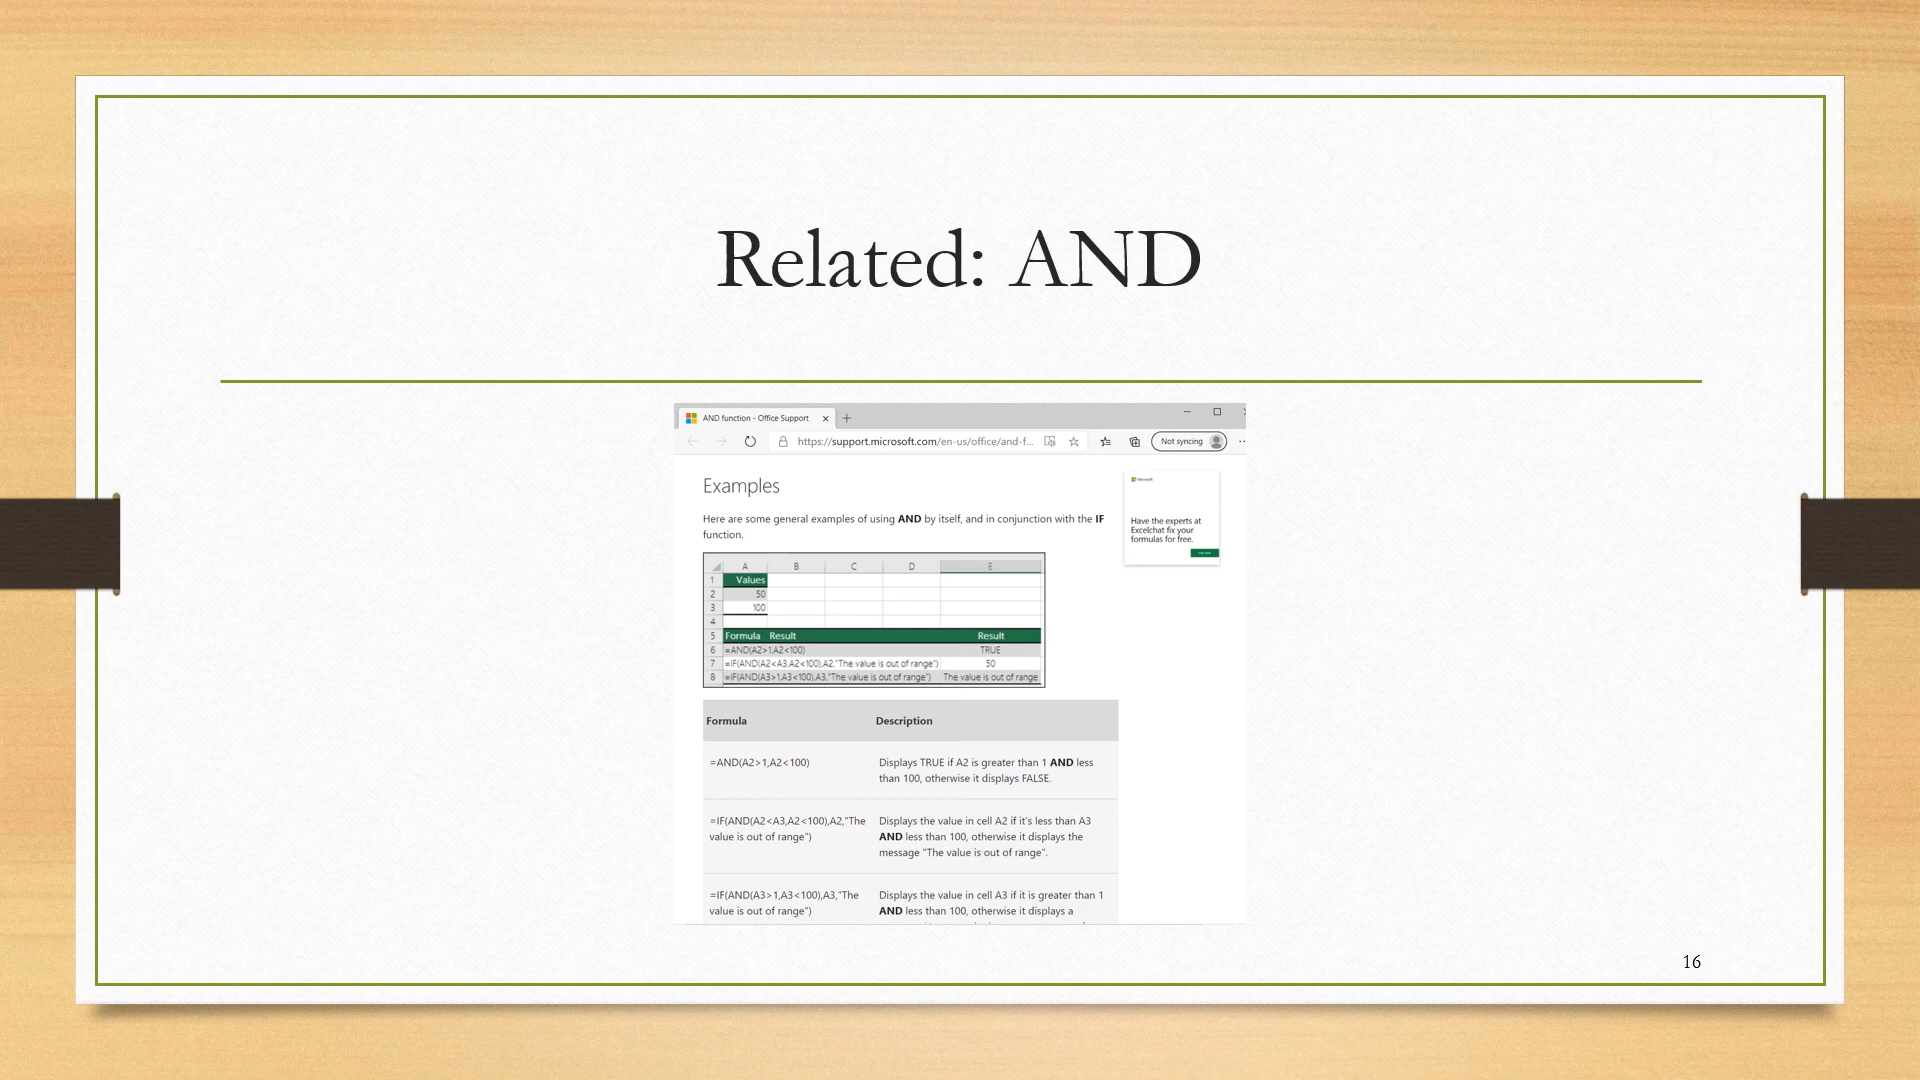 Related: AND
AND function - Office Support
https://support.microsoft.com/en-us/office/and-f...
Not syncing
Examples
Here are some general examples of using AND by itself, and in conjunction with the IF
function.
Microsoft
Have the experts at
Excelchat fix your
formulas for free.
A B C D E
1 Values
2 50
3 100
4
5 Formula Result Result
6 =AND(A2>1,A2<100) TRUE
7 =IF(AND(A2<A3,A2<100),A2,"The value is out of range") 50
8 =IF(AND(A3>1,A3<100),A3,"The value is out of range") The value is out of range
Formula Description
=AND(A2>1,A2<100) Displays TRUE if A2 is greater than 1 AND less
than 100, otherwise it displays FALSE.
=IF(AND(A2<A3,A2<100),A2,"The Displays the value in cell A2 if it's less than A3
value is out of range") AND less than 100, otherwise it displays the
message "The value is out of range".
=IF(AND(A3>1,A3<100),A3,"The Displays the value in cell A3 if it is greater than 1
value is out of range") AND less than 100, otherwise it displays a
16